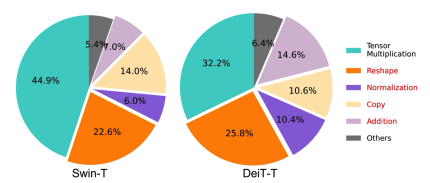 5.4%
7.0%
14.0%
6.0%
22.6%
44.9%
Swin-T
6.4%
14.6%
10.6%
10.4%
25.8%
32.2%
DeiT-T
Tensor
Multiplication
Reshape
Normalization
Copy
Addition
Others